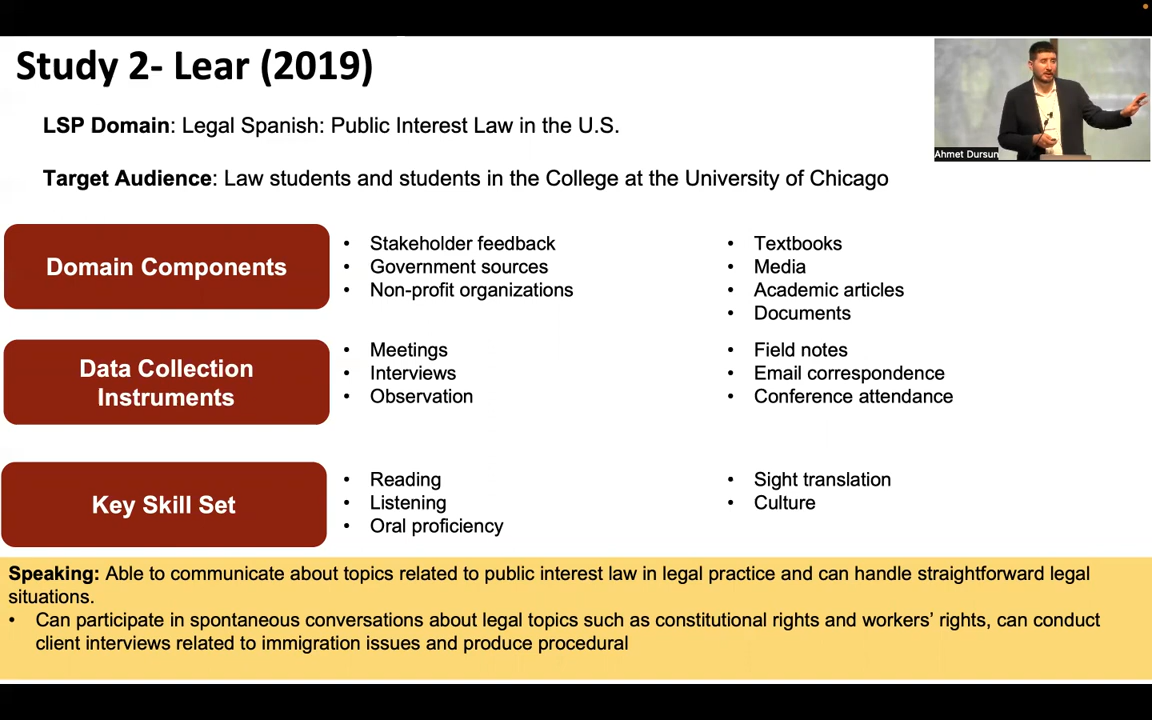 Study 2- Lear (2019)
Ahmet Dursun
LSP Domain: Legal Spanish: Public Interest Law in the U.S.
Target Audience: Law students and students in the College at the University of Chicago
Domain Components
• Stakeholder feedback
• Government sources
• Non-profit organizations
• Textbooks
• Media
• Academic articles
• Documents
Data Collection
Instruments
• Meetings
• Interviews
• Observation
• Field notes
• Email correspondence
• Conference attendance
Key Skill Set
• Reading
• Listening
• Oral proficiency
• Sight translation
• Culture
Speaking: Able to communicate about topics related to public interest law in legal practice and can handle straightforward legal
situations.
• Can participate in spontaneous conversations about legal topics such as constitutional rights and workers’ rights, can conduct
client interviews related to immigration issues and produce procedural